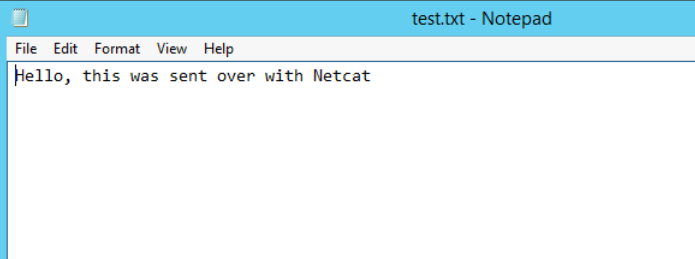 test.txt - Notepad
File Edit Format View Help
Hello, this was sent over with Netcat